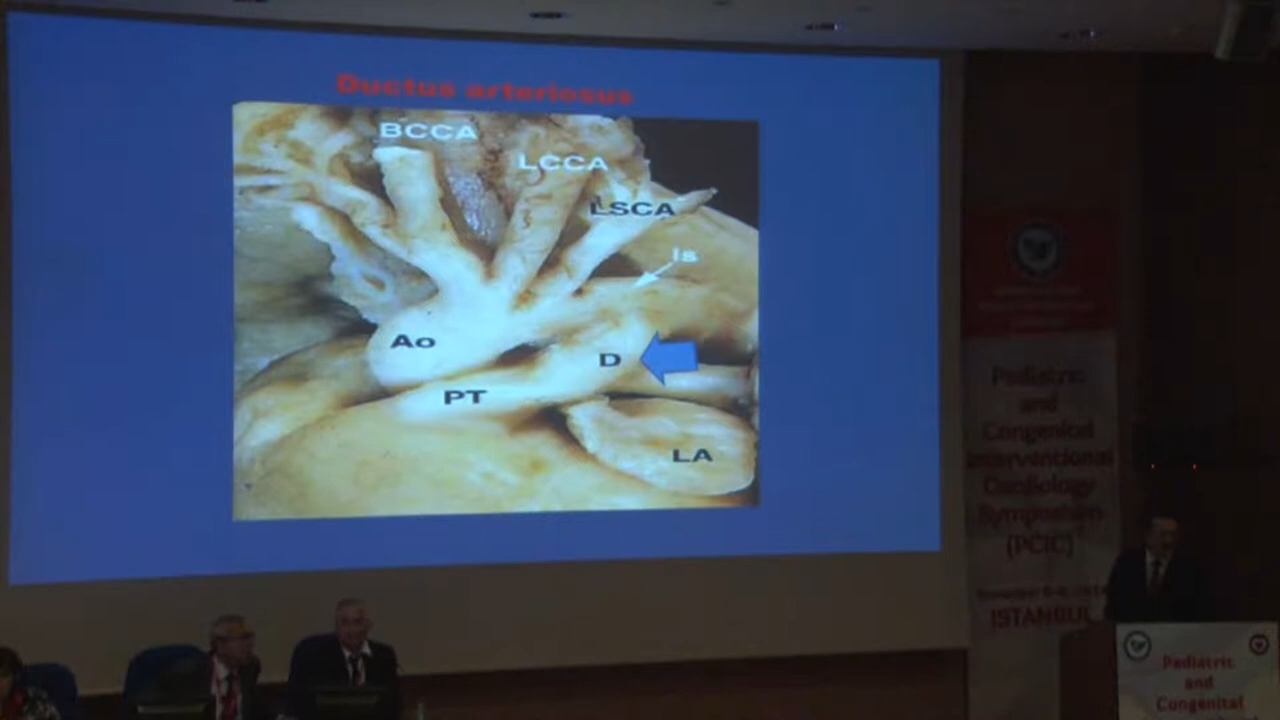 Ductus arteriosus
BCCA
LCCA
LSCA
Is
Ao
D
PT
LA
Pediatric
and
Congenital
Interventional
Cardiology
Symposium
(PCIC)
ISTANBUL
Pediatric
and
Congenital